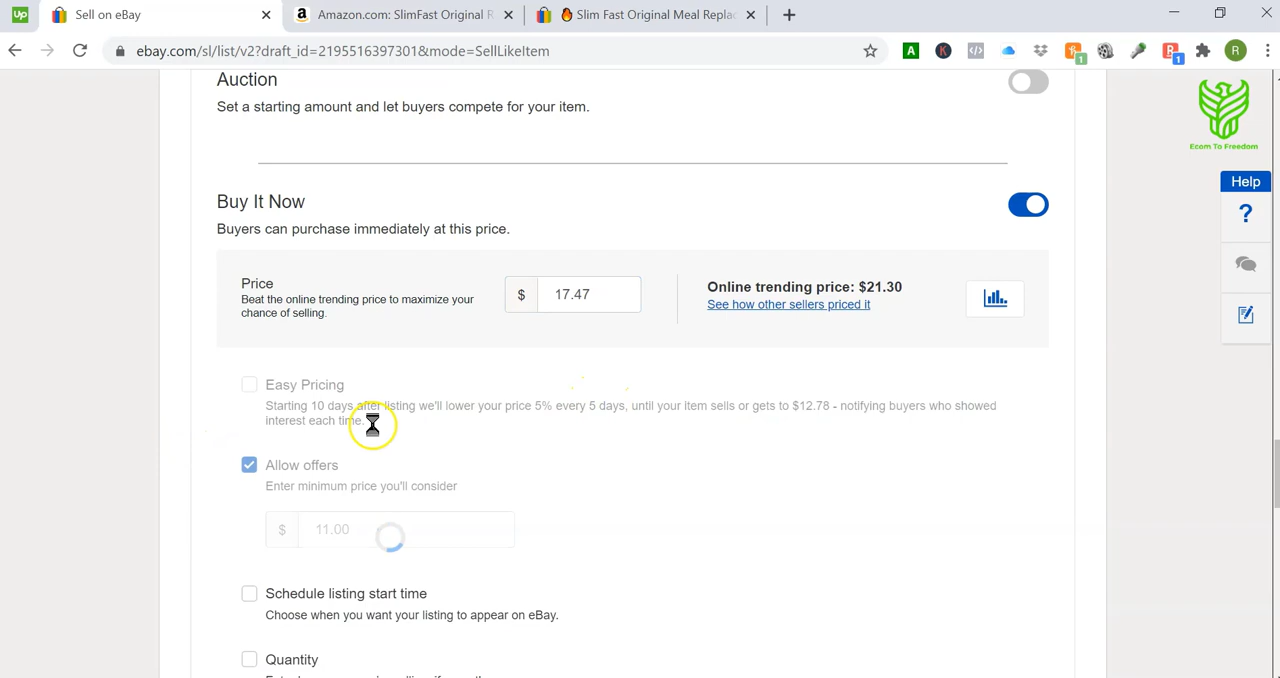 Up
Sell on eBay
Amazon.com: SlimFast Original R
🔥 Slim Fast Original Meal Replac
ebay.com/sl/list/v2?draft_id=2195516397301&mode=SellLikeItem
A
K
</>
1
R
1
R
Auction
Set a starting amount and let buyers compete for your item.
Ecom To Freedom
Help
?
Buy It Now
Buyers can purchase immediately at this price.
Price
Beat the online trending price to maximize your
chance of selling.
$ 17.47
Online trending price: $21.30
See how other sellers priced it
Easy Pricing
Starting 10 days after listing we'll lower your price 5% every 5 days, until your item sells or gets to $12.78 - notifying buyers who showed
interest each time.
Allow offers
Enter minimum price you'll consider
$ 11.00
Schedule listing start time
Choose when you want your listing to appear on eBay.
Quantity